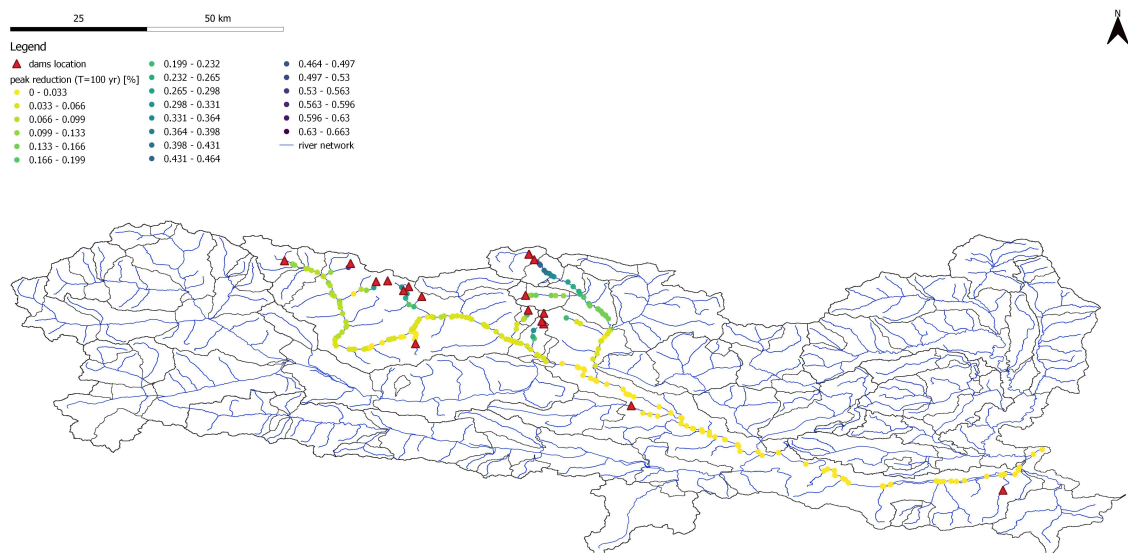 25
50 km
N
Legend
dams location
peak reduction (T=100 yr) [%]
0 - 0.033
0.033 - 0.066
0.066 - 0.099
0.099 - 0.133
0.133 - 0.166
0.166 - 0.199
0.199 - 0.232
0.232 - 0.265
0.265 - 0.298
0.298 - 0.331
0.331 - 0.364
0.364 - 0.398
0.398 - 0.431
0.431 - 0.464
0.464 - 0.497
0.497 - 0.53
0.53 - 0.563
0.563 - 0.596
0.596 - 0.63
0.63 - 0.663
river network